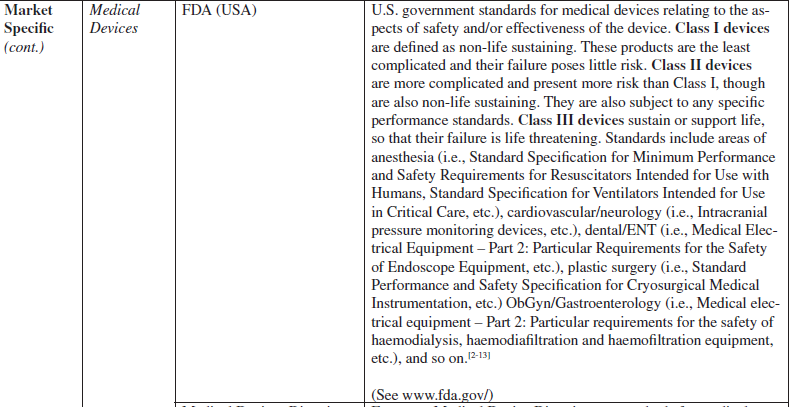 Market
Specific
(cont.)
Medical
Devices
FDA (USA)
U.S. government standards for medical devices relating to the as-
pects of safety and/or effectiveness of the device. Class I devices
are defined as non-life sustaining. These products are the least
complicated and their failure poses little risk. Class II devices
are more complicated and present more risk than Class I, though
are also non-life sustaining. They are also subject to any specific
performance standards. Class III devices sustain or support life,
so that their failure is life threatening. Standards include areas of
anesthesia (i.e., Standard Specification for Minimum Performance
and Safety Requirements for Resuscitators Intended for Use with
Humans, Standard Specification for Ventilators Intended for Use
in Critical Care, etc.), cardiovascular/neurology (i.e., Intracranial
pressure monitoring devices, etc.), dental/ENT (i.e., Medical Elec-
trical Equipment – Part 2: Particular Requirements for the Safety
of Endoscope Equipment, etc.), plastic surgery (i.e., Standard
Performance and Safety Specification for Cryosurgical Medical
Instrumentation, etc.) ObGyn/Gastroenterology (i.e., Medical elec-
trical equipment – Part 2: Particular requirements for the safety of
haemodialysis, haemodiafiltration and haemofiltration equipment,
etc.), and so on.[2-13]
(See www.fda.gov/)